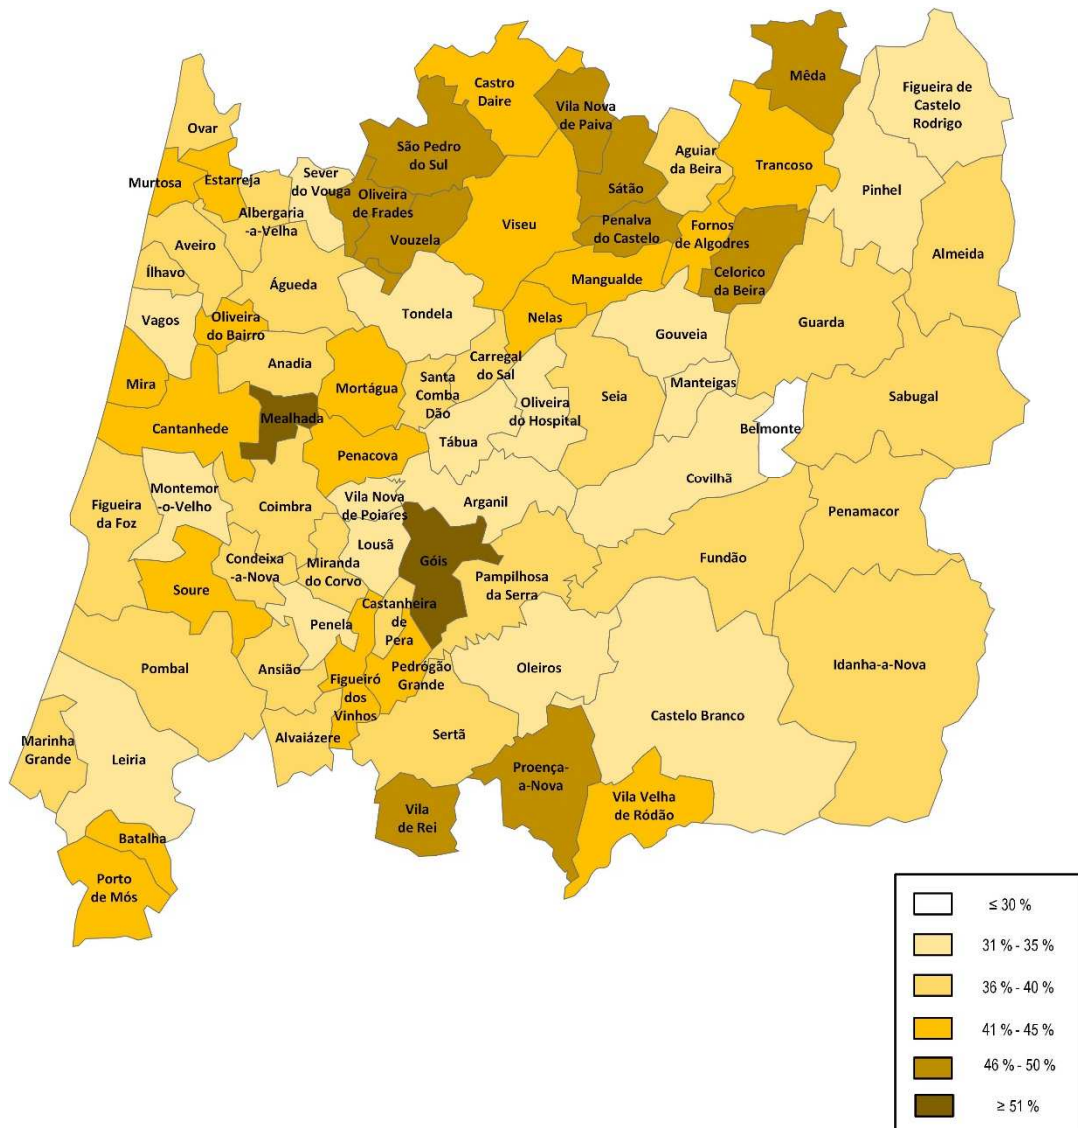 Castro
Daire
Mêda
Figueira de
Castelo
Rodrigo
Vila Nova
de Paiva
Ovar
São Pedro
do Sul
Aguiar
da Beira
Trancoso
Murtosa
Estarreja
Sever
do Vouga
Pinhel
Oliveira
de Frades
Sátão
Albergaria
-a-Velha
Viseu
Penalva
do Castelo
Fornos
de Algodres
Vouzela
Aveiro
Almeida
Ílhavo
Águeda
Mangualde
Celorico
da Beira
Vagos
Oliveira
do Bairro
Tondela
Nelas
Gouveia
Guarda
Anadia
Carregal
do Sal
Mira
Mortágua
Santa
Comba
Dão
Manteigas
Oliveira
do Hospital
Seia
Sabugal
Mealhada
Cantanhede
Belmonte
Tábua
Penacova
Covilhã
Montemor
-o-Velho
Vila Nova
de Poiares
Arganil
Figueira
da Foz
Coimbra
Penamacor
Lousã
Condeixa
-a-Nova
Miranda
do Corvo
Góis
Fundão
Soure
Pampilhosa
da Serra
Castanheira
de
Pera
Penela
Pombal
Ansião
Pedrógão
Grande
Oleiros
Idanha-a-Nova
Figueiró
dos
Vinhos
Castelo Branco
Marinha
Grande
Leiria
Alvaiázere
Sertã
Proença-
a-Nova
Vila
de Rei
Vila Velha
de Ródão
Batalha
Porto
de Mós
≤ 30 %
31 % - 35 %
36 % - 40 %
41 % - 45 %
46 % - 50 %
≥ 51 %